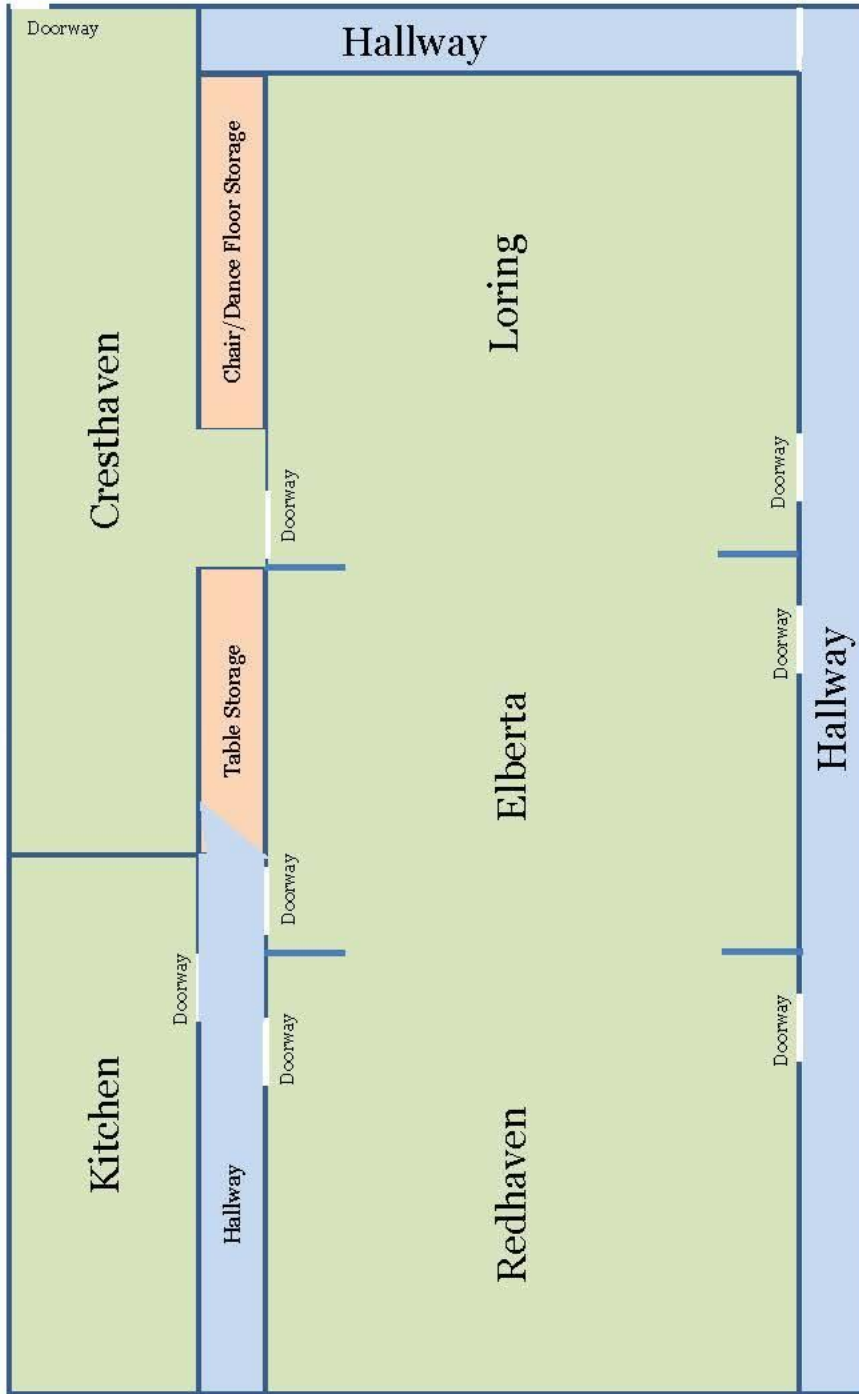 Doorway
Hallway
Chair/Dance Floor Storage
Cresthaven
Loring
Doorway
Doorway
Table Storage
Doorway
Elberta
Hallway
Doorway
Doorway
Kitchen
Doorway
Doorway
Hallway
Redhaven